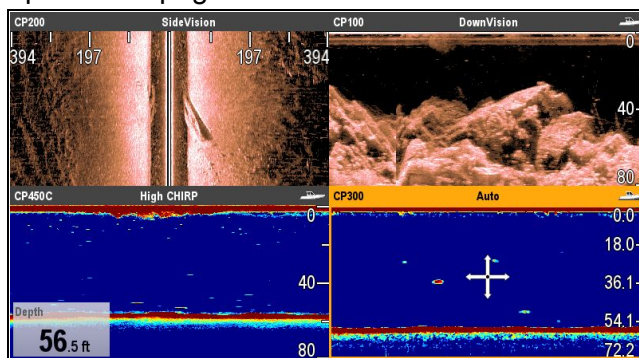 CP200 SideVision
394 197 197 394
CP100 DownVision
0
40
80
CP450C High CHIRP
0
40
80
Depth
56.5 ft
CP300 Auto
0.0
18.0
36.1
54.1
72.2